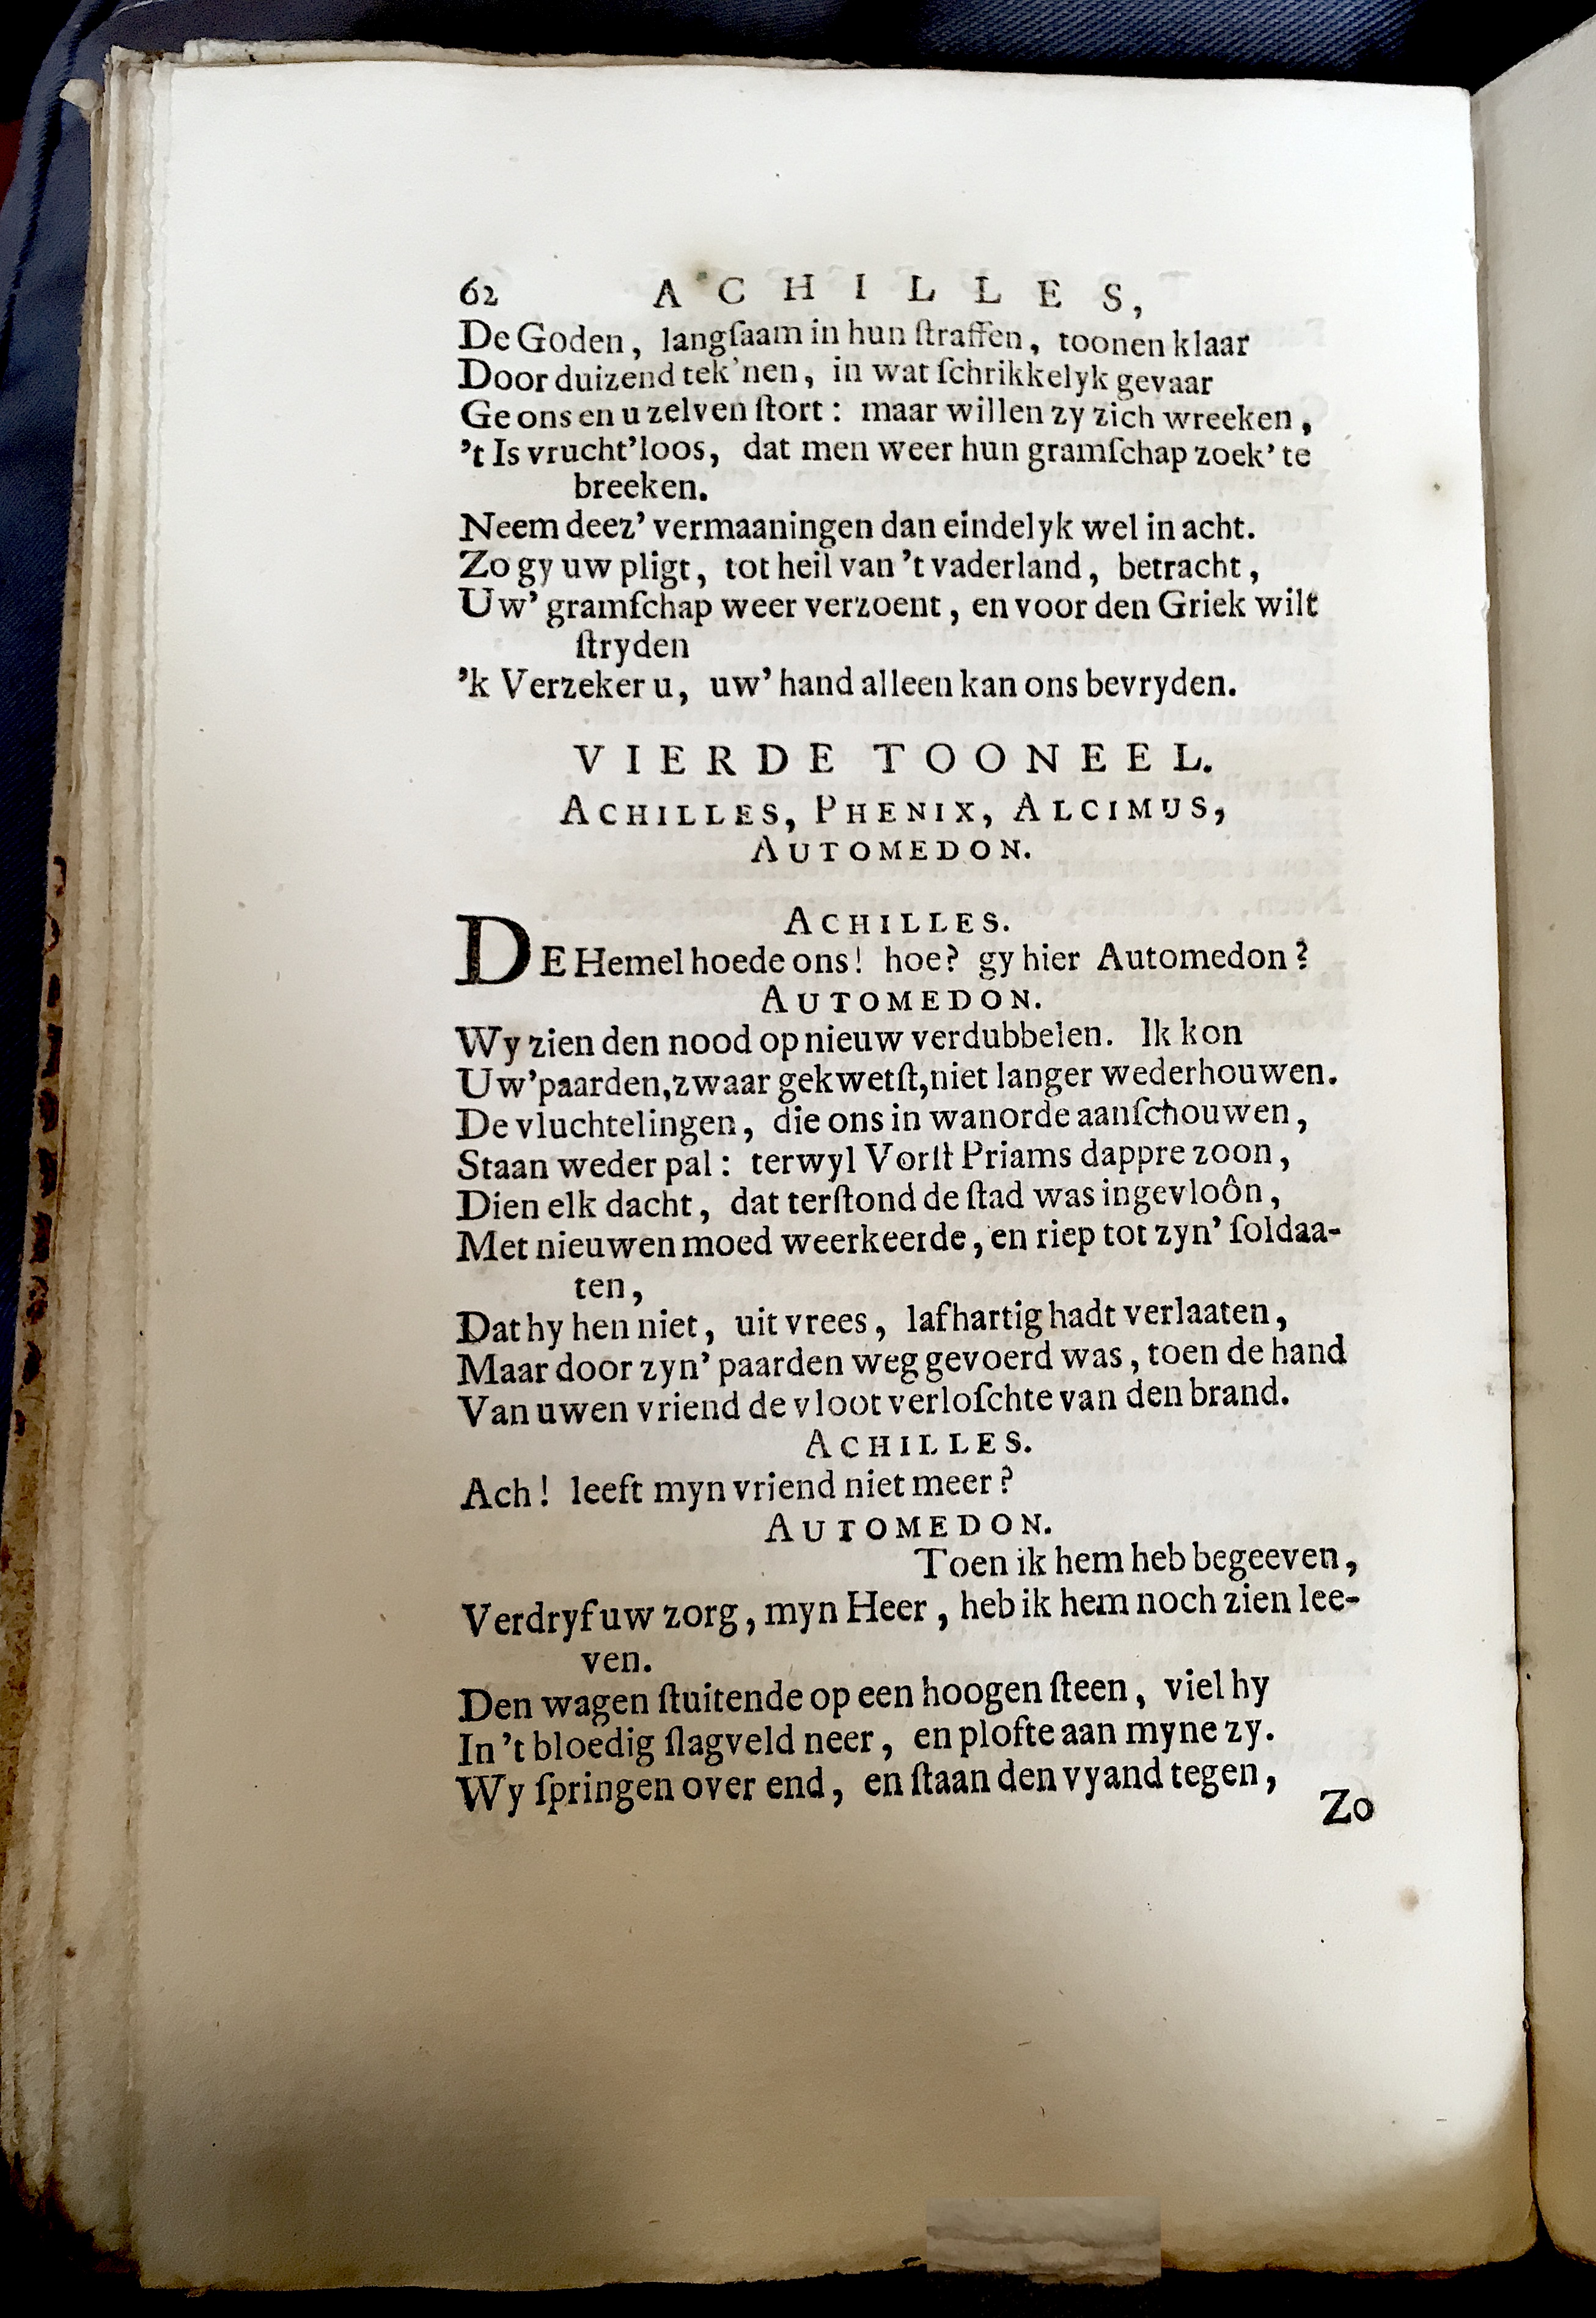 62 ACHILLES,
De Goden, langſaam in hun ſtraffen, toonen klaar
Door duizend tek'nen, in wat ſchrikkelyk gevaar
Ge ons en u zelven ſtort: maar willen zy zich wreeken,
't Is vrucht'loos, dat men weer hun gramſchap zoek' te
breeken.
Neem deez' vermaaningen dan eindelyk wel in acht.
Zo gy uw pligt, tot heil van 't vaderland, betracht,
Uw' gramſchap weer verzoent, en voor den Griek wilt
ſtryden
'k Verzeker u, uw' hand alleen kan ons bevryden.
VIERDE TOONEEL.
ACHILLES, PHENIX, ALCIMUS,
AUTOMEDON.
ACHILLES.
DE Hemel hoede ons! hoe? gy hier Automedon?
AUTOMEDON.
Wy zien den nood op nieuw verdubbelen. Ik kon
Uw' paarden, zwaar gekwetſt, niet langer wederhouwen.
De vluchtelingen, die ons in wanorde aanſchouwen,
Staan weder pal: terwyl Vorſt Priams dappre zoon,
Dien elk dacht, dat terſtond de ſtad was ingevloôn,
Met nieuwen moed weerkeerde, en riep tot zyn' ſoldaa-
ten,
Dat hy hen niet, uit vrees, lafhartig hadt verlaaten,
Maar door zyn' paarden weg gevoerd was, toen de hand
Van uwen vriend de vloot verloſchte van den brand.
ACHILLES.
Ach! leeft myn vriend niet meer?
AUTOMEDON.
Toen ik hem heb begeeven,
Verdryf uw zorg, myn Heer, heb ik hem noch zien lee-
ven.
Den wagen ſtuitende op een hoogen ſteen, viel hy
In 't bloedig ſlagveld neer, en plofte aan myne zy.
Wy ſpringen over end, en ſtaan den vyand tegen,
Zo